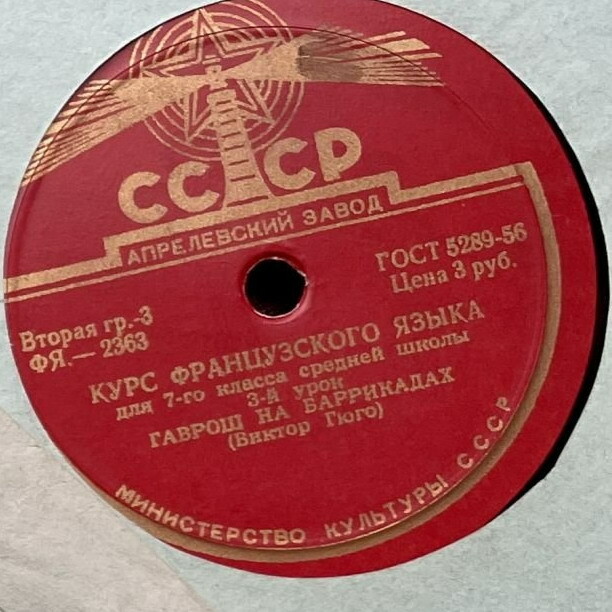 СССР
АПРЕЛЕВСКИЙ ЗАВОД
ГОСТ 5289-56
Цена 3 руб.
Вторая гр.-3
ФЯ.— 2363
КУРС ФРАНЦУЗСКОГО ЯЗЫКА
для 7-го класса средней школы
3-й урок
ГАВРОШ НА БАРРИКАДАХ
(Виктор Гюго)
МИНИСТЕРСТВО КУЛЬТУРЫ СССР